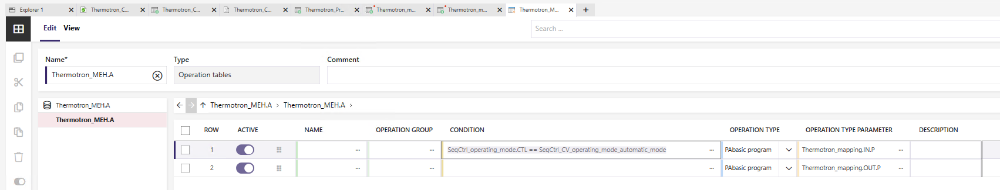 Explorer 1 Thermotron_C... Thermotron_C... Thermotron_C... Thermotron_Pr... Thermotron_m... Thermotron_m... Thermotron_M...
Edit View
Search ...
Name* Type Comment
Thermotron_MEH.A Operation tables
Thermotron_MEH.A
Thermotron_MEH.A
Thermotron_MEH.A > Thermotron_MEH.A >
ROW ACTIVE NAME OPERATION GROUP CONDITION OPERATION TYPE OPERATION TYPE PARAMETER DESCRIPTION
1 ... ... SeqCtrl_operating_mode.CTL == SeqCtrl_CV_operating_mode_automatic_mode ... PAbasic program Thermotron_mapping.IN.P ...
2 ... ... ... PAbasic program Thermotron_mapping.OUT.P ...